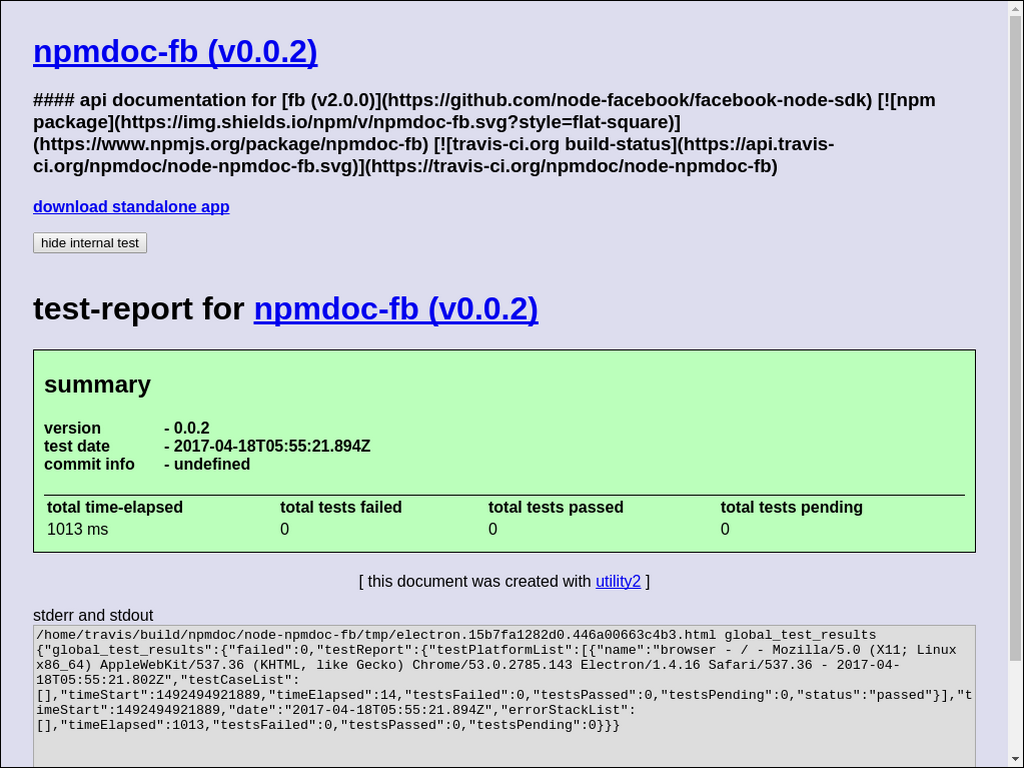 npmdoc-fb (v0.0.2)
#### api documentation for [fb (v2.0.0)](https://github.com/node-facebook/facebook-node-sdk) [![npm
package](https://img.shields.io/npm/v/npmdoc-fb.svg?style=flat-square)]
(https://www.npmjs.org/package/npmdoc-fb) [![travis-ci.org build-status](https://api.travis-
ci.org/npmdoc/node-npmdoc-fb.svg)](https://travis-ci.org/npmdoc/node-npmdoc-fb)
download standalone app
hide internal test
test-report for npmdoc-fb (v0.0.2)
summary
version - 0.0.2
test date - 2017-04-18T05:55:21.894Z
commit info - undefined
total time-elapsed total tests failed total tests passed total tests pending
1013 ms 0 0 0
[ this document was created with utility2 ]
stderr and stdout
/home/travis/build/npmdoc/node-npmdoc-fb/tmp/electron.15b7fa1282d0.446a00663c4b3.html global_test_results
{"global_test_results":{"failed":0,"testReport":{"testPlatformList":[{"name":"browser - / - Mozilla/5.0 (X11; Linux
x86_64) AppleWebKit/537.36 (KHTML, like Gecko) Chrome/53.0.2785.143 Electron/1.4.16 Safari/537.36 - 2017-04-
18T05:55:21.802Z","testCaseList":
[],"timeStart":1492494921889,"timeElapsed":14,"testsFailed":0,"testsPassed":0,"testsPending":0,"status":"passed"}],"t
imeStart":1492494921889,"date":"2017-04-18T05:55:21.894Z","errorStackList":
[],"timeElapsed":1013,"testsFailed":0,"testsPassed":0,"testsPending":0}}}